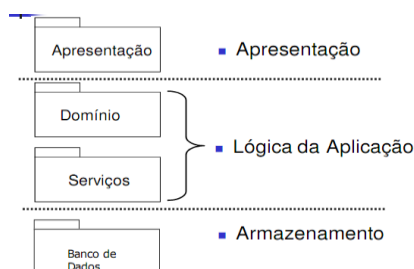 Apresentação
Apresentação
Domínio
Lógica da Aplicação
Serviços
Armazenamento
Banco de
Dados